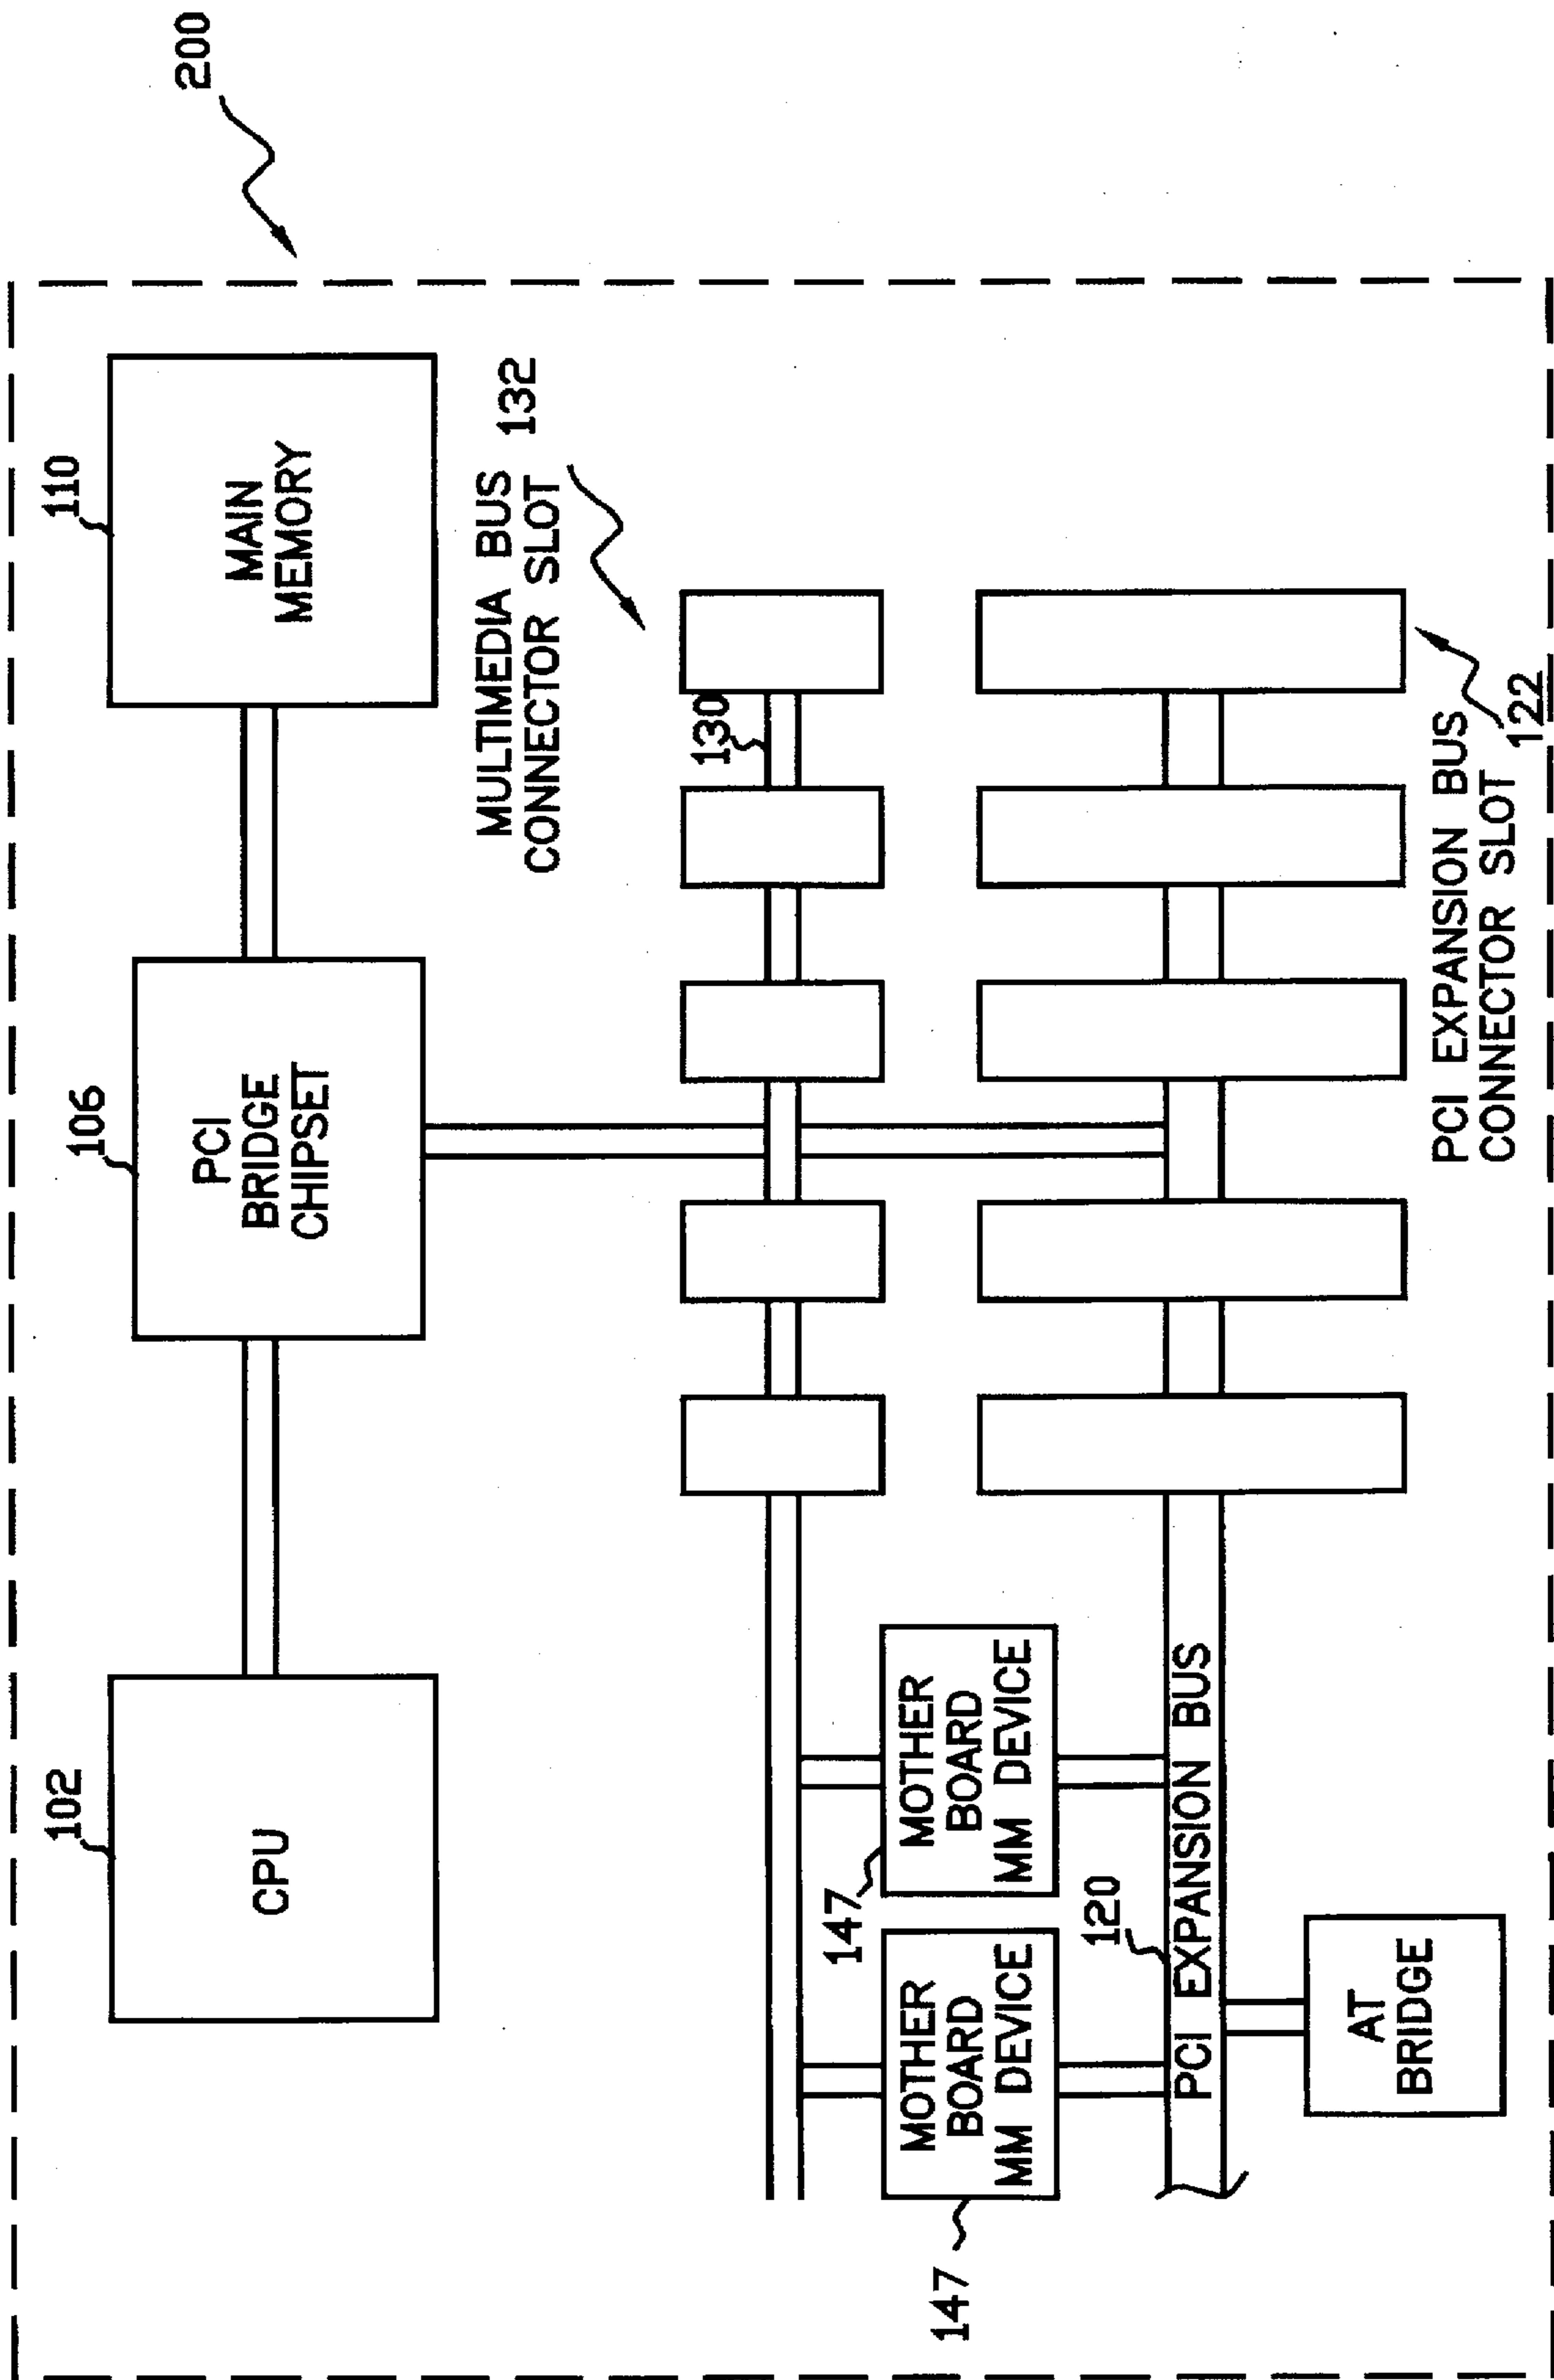 200
102
CPU
106
PCI
BRIDGE
CHIPSET
110
MAIN
MEMORY
MULTIMEDIA BUS 132
CONNECTOR SLOT
130
147
MOTHER
BOARD
MM DEVICE
147
MOTHER
BOARD
MM DEVICE
120
PCI EXPANSION BUS
AT
BRIDGE
PCI EXPANSION BUS
CONNECTOR SLOT
122